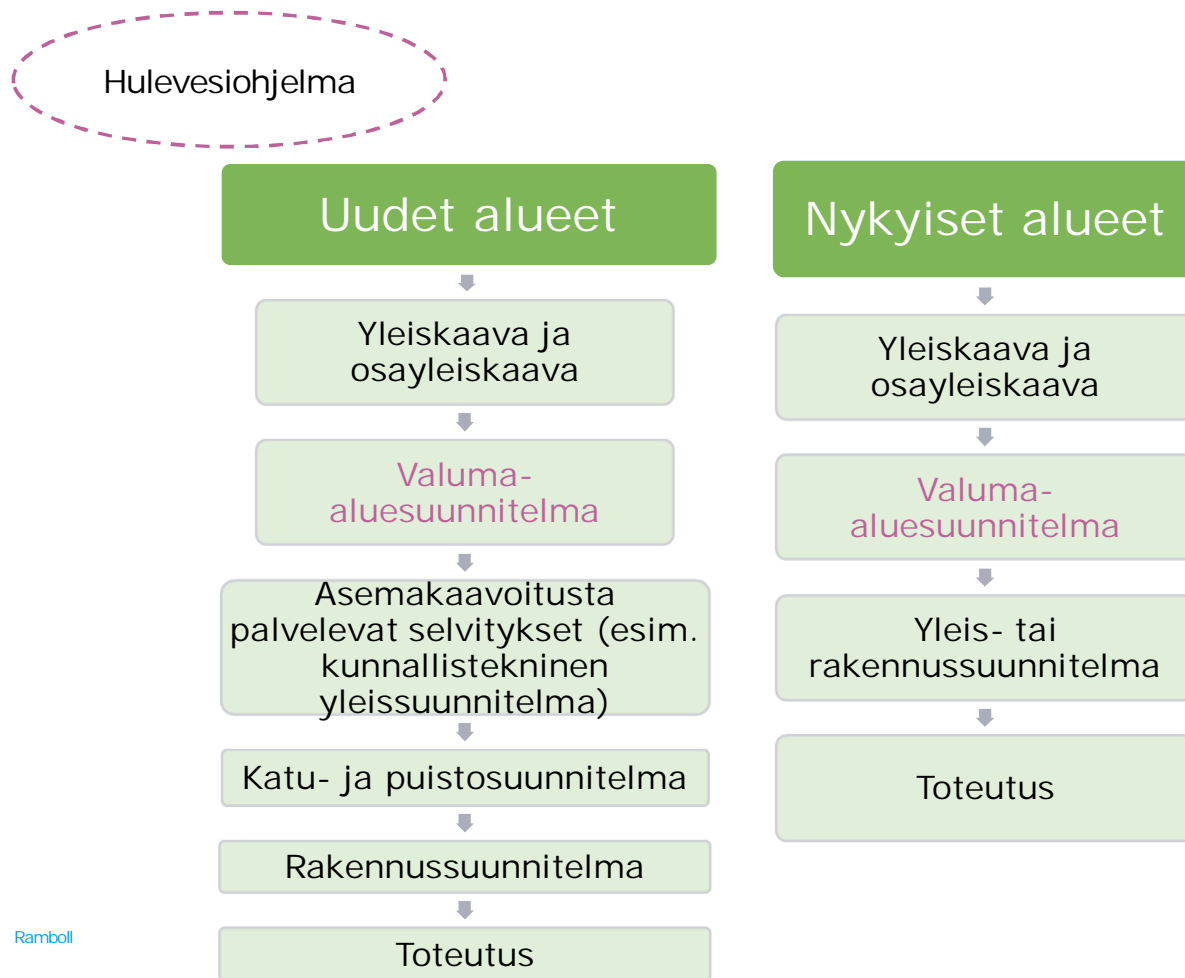 Hulevesiohjelma
Uudet alueet
Yleiskaava ja
osayleiskaava
Valuma-
aluesuunnitelma
Asemakaavoitusta
palvelevat selvitykset (esim.
kunnallistekninen
yleissuunnitelma)
Katu- ja puistosuunnitelma
Rakennussuunnitelma
Toteutus
Nykyiset alueet
Yleiskaava ja
osayleiskaava
Valuma-
aluesuunnitelma
Yleis- tai
rakennussuunnitelma
Toteutus
Ramboll